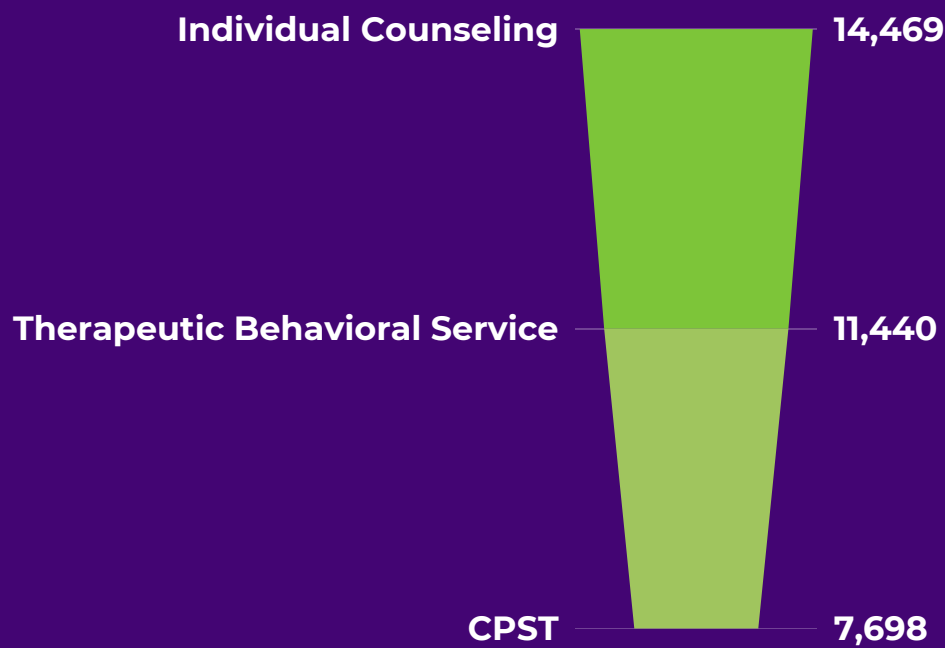 Individual Counseling 14,469
Therapeutic Behavioral Service 11,440
CPST 7,698